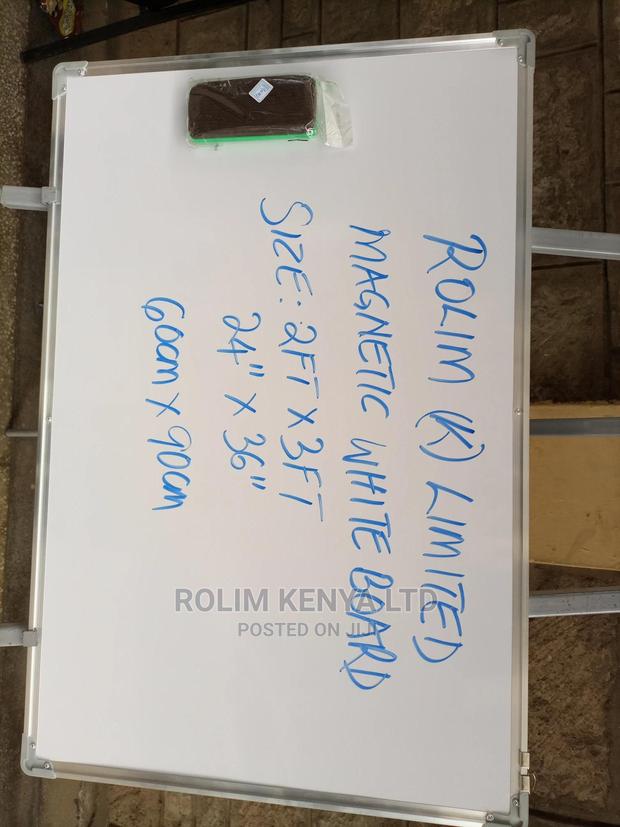 ROLIM (K) LIMITED
MAGNETIC WHITE BOARD
SIZE: 2FT X 3FT
24" X 36"
60cm X 90cm
ROLIM KENYA LTD
POSTED ON JIJI